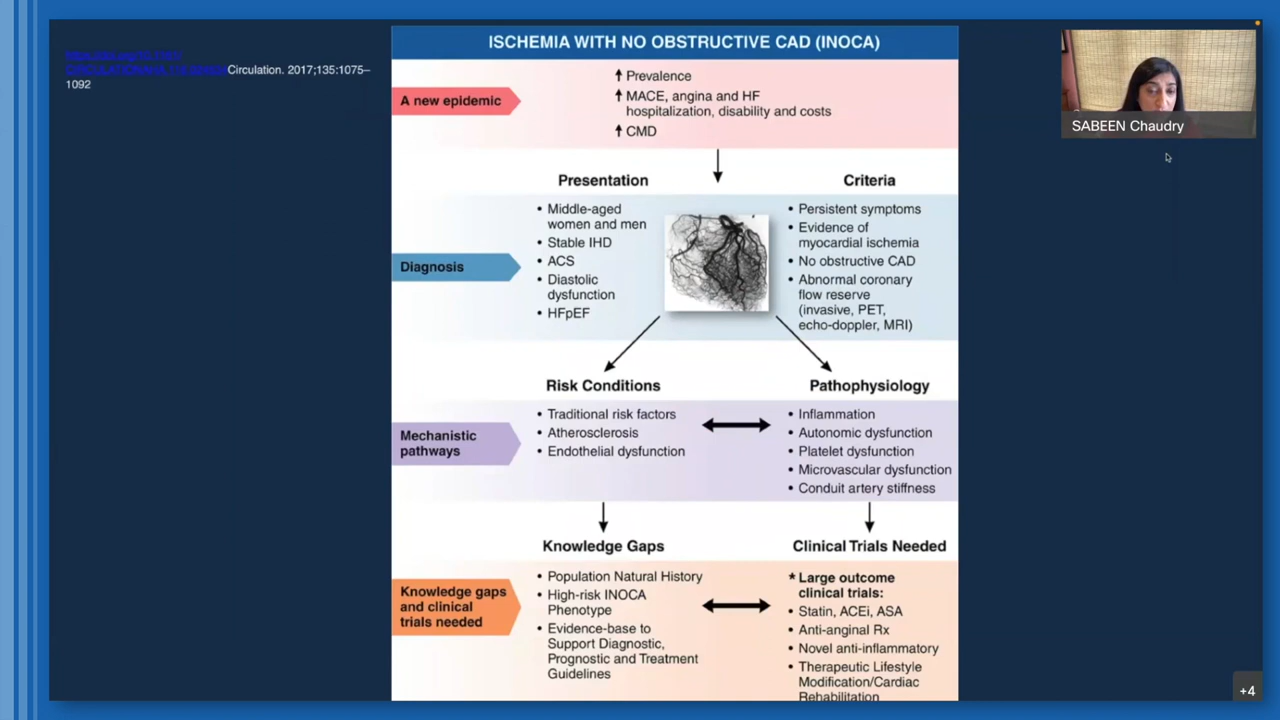 Circulation. 2017;135:1075–
1092
ISCHEMIA WITH NO OBSTRUCTIVE CAD (INOCA)
A new epidemic
Prevalence
MACE, angina and HF
hospitalization, disability and costs
CMD
SABEEN Chaudry
Presentation
Criteria
Diagnosis
• Middle-aged
women and men
• Stable IHD
• ACS
• Diastolic
dysfunction
• HFpEF
• Persistent symptoms
• Evidence of
myocardial ischemia
• No obstructive CAD
• Abnormal coronary
flow reserve
(invasive, PET,
echo-doppler, MRI)
Risk Conditions
Pathophysiology
Mechanistic
pathways
• Traditional risk factors
• Atherosclerosis
• Endothelial dysfunction
• Inflammation
• Autonomic dysfunction
• Platelet dysfunction
• Microvascular dysfunction
• Conduit artery stiffness
Knowledge Gaps
Clinical Trials Needed
Knowledge gaps
and clinical
trials needed
• Population Natural History
• High-risk INOCA
Phenotype
• Evidence-base to
Support Diagnostic,
Prognostic and Treatment
Guidelines
* Large outcome
clinical trials:
• Statin, ACEi, ASA
• Anti-anginal Rx
• Novel anti-inflammatory
• Therapeutic Lifestyle
Modification/Cardiac
Rehabilitation
+4